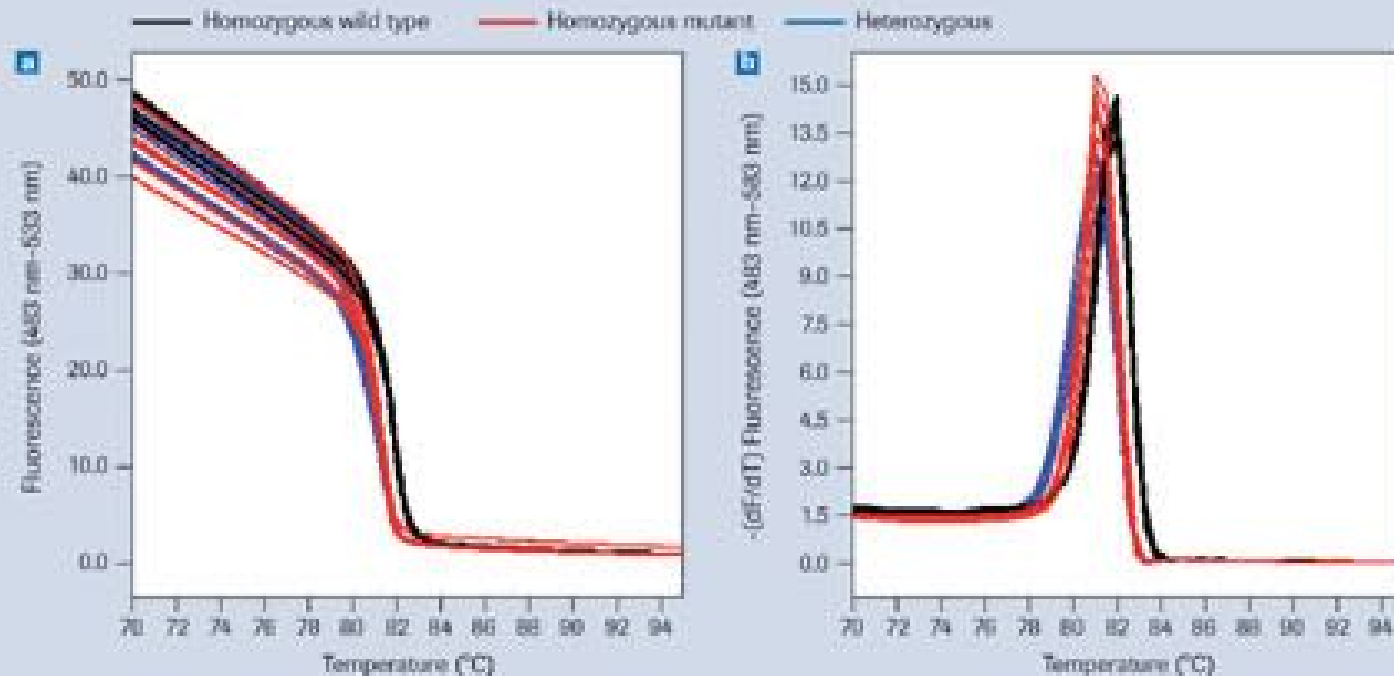 Homozygous wild type Homozygous mutant Heterozygous
a
50.0
40.0
30.0
20.0
10.0
0.0
Fluorescence (483 nm–533 nm)
70 72 74 76 78 80 82 84 86 88 90 92 94
Temperature (°C)
b
15.0
13.5
12.0
10.5
9.0
7.5
6.0
4.5
3.0
1.5
0.0
-(dF/dT) Fluorescence (483 nm–533 nm)
70 72 74 76 78 80 82 84 86 88 90 92 94
Temperature (°C)